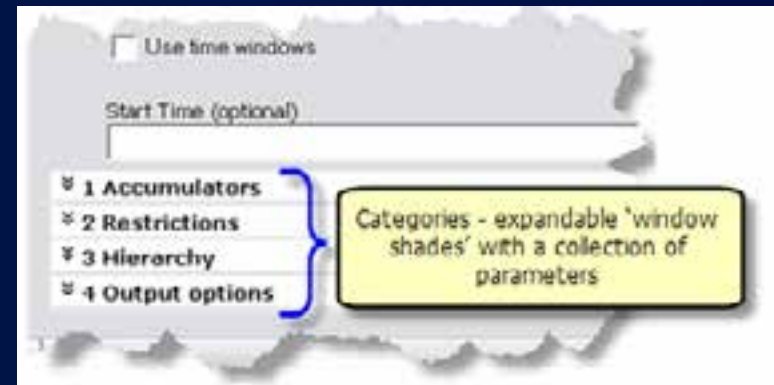 Use time windows
Start Time (optional)
1 Accumulators
2 Restrictions
3 Hierarchy
4 Output options
Categories - expandable 'window
shades' with a collection of
parameters